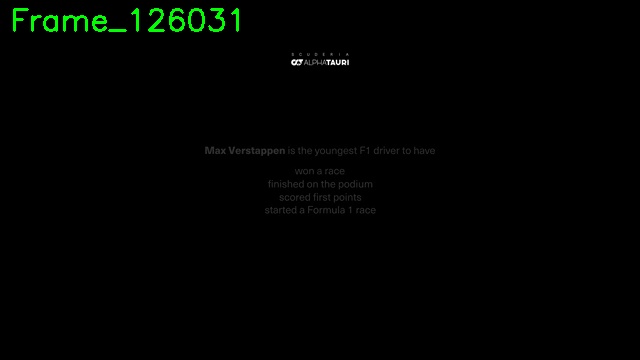 Frame_126031
SCUDERIA
ALPHATAURI
Max Verstappen is the youngest F1 driver to have
won a race
finished on the podium
scored first points
started a Formula 1 race